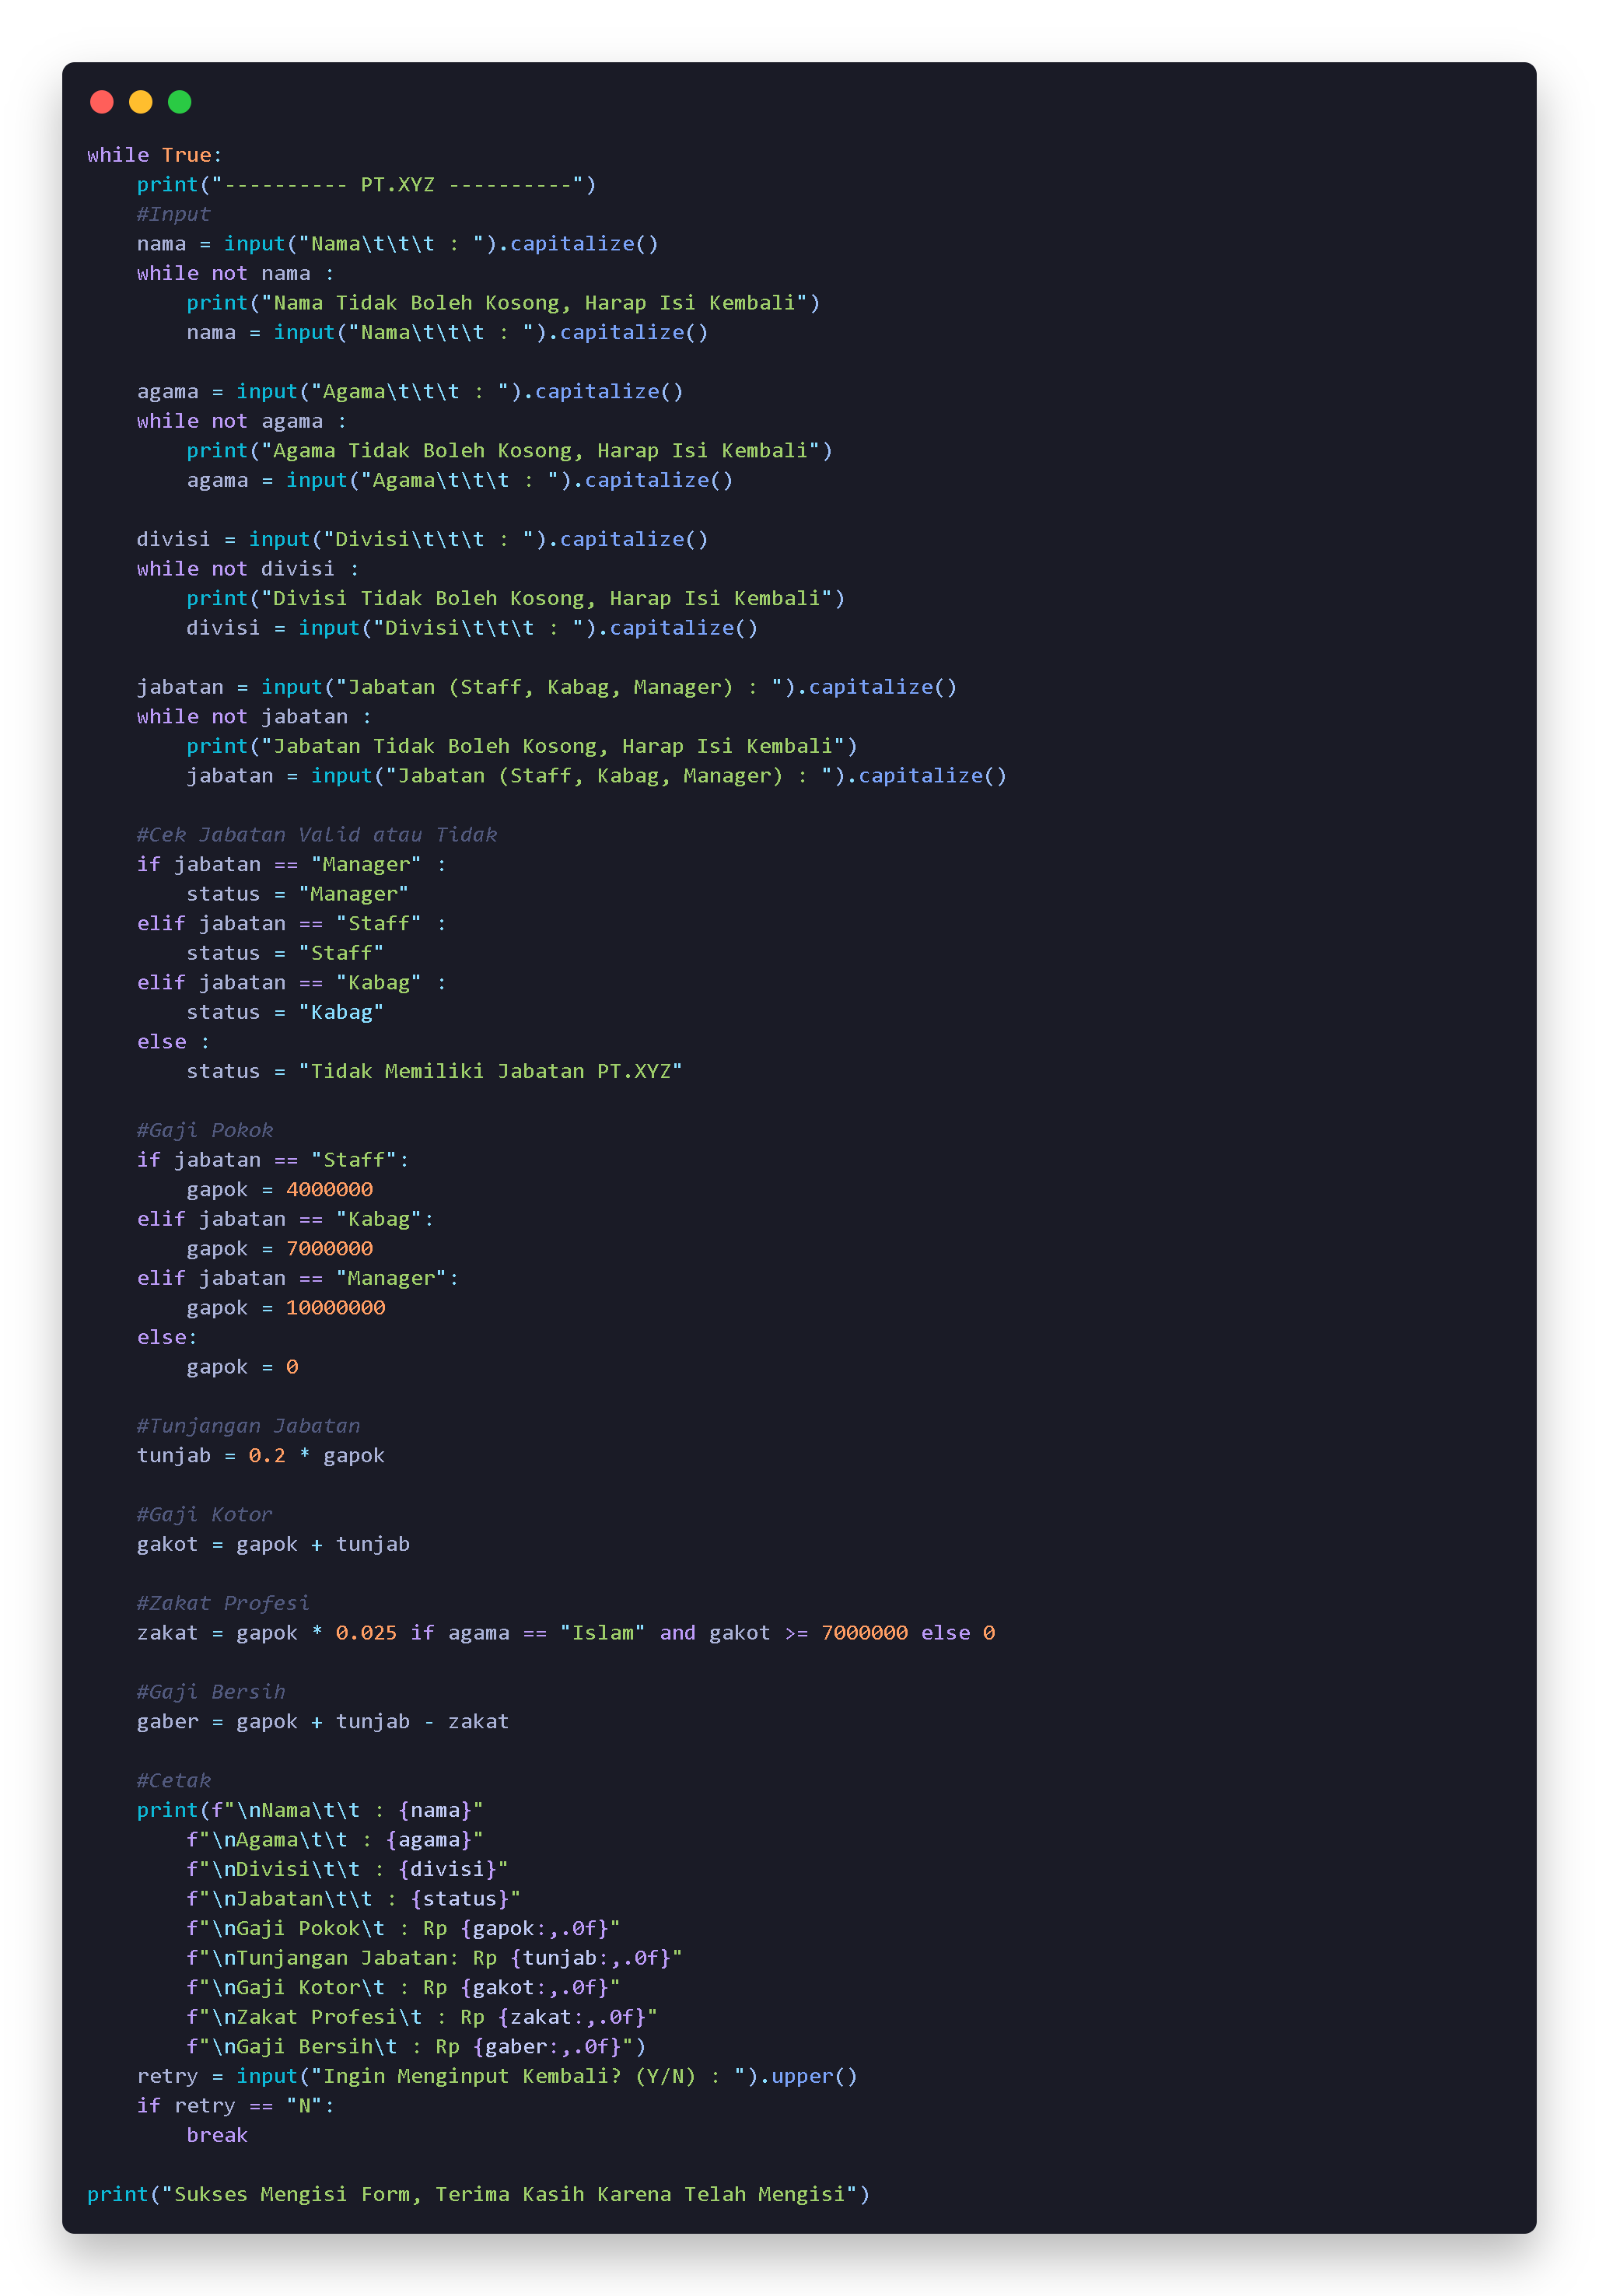 while True:
    print("---------- PT.XYZ ----------")
    #Input
    nama = input("Nama\t\t\t : ").capitalize()
    while not nama :
        print("Nama Tidak Boleh Kosong, Harap Isi Kembali")
        nama = input("Nama\t\t\t : ").capitalize()

    agama = input("Agama\t\t\t : ").capitalize()
    while not agama :
        print("Agama Tidak Boleh Kosong, Harap Isi Kembali")
        agama = input("Agama\t\t\t : ").capitalize()

    divisi = input("Divisi\t\t\t : ").capitalize()
    while not divisi :
        print("Divisi Tidak Boleh Kosong, Harap Isi Kembali")
        divisi = input("Divisi\t\t\t : ").capitalize()

    jabatan = input("Jabatan (Staff, Kabag, Manager) : ").capitalize()
    while not jabatan :
        print("Jabatan Tidak Boleh Kosong, Harap Isi Kembali")
        jabatan = input("Jabatan (Staff, Kabag, Manager) : ").capitalize()

    #Cek Jabatan Valid atau Tidak
    if jabatan == "Manager" :
        status = "Manager"
    elif jabatan == "Staff" :
        status = "Staff"
    elif jabatan == "Kabag" :
        status = "Kabag"
    else :
        status = "Tidak Memiliki Jabatan PT.XYZ"

    #Gaji Pokok
    if jabatan == "Staff":
        gapok = 4000000
    elif jabatan == "Kabag":
        gapok = 7000000
    elif jabatan == "Manager":
        gapok = 10000000
    else:
        gapok = 0

    #Tunjangan Jabatan
    tunjab = 0.2 * gapok

    #Gaji Kotor
    gakot = gapok + tunjab

    #Zakat Profesi
    zakat = gapok * 0.025 if agama == "Islam" and gakot >= 7000000 else 0

    #Gaji Bersih
    gaber = gapok + tunjab - zakat

    #Cetak
    print(f"\nNama\t\t : {nama}"
        f"\nAgama\t\t : {agama}"
        f"\nDivisi\t\t : {divisi}"
        f"\nJabatan\t\t : {status}"
        f"\nGaji Pokok\t : Rp {gapok:,.0f}"
        f"\nTunjangan Jabatan: Rp {tunjab:,.0f}"
        f"\nGaji Kotor\t : Rp {gakot:,.0f}"
        f"\nZakat Profesi\t : Rp {zakat:,.0f}"
        f"\nGaji Bersih\t : Rp {gaber:,.0f}")
    retry = input("Ingin Menginput Kembali? (Y/N) : ").upper()
    if retry == "N":
        break

print("Sukses Mengisi Form, Terima Kasih Karena Telah Mengisi")